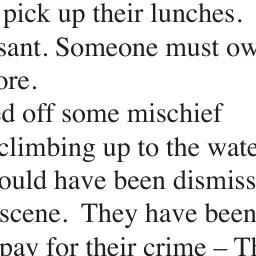 pick up their lunches.
sant. Someone must ow
ore.
ed off some mischief
climbing up to the wate
ould have been dismiss
scene. They have been
pay for their crime – Th